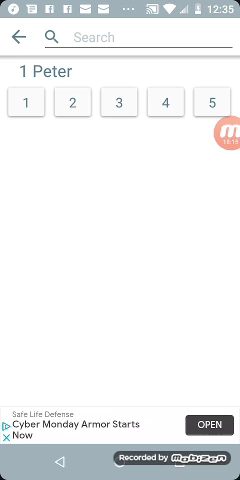 12:35
Search
1 Peter
1 2 3 4 5
16:15
Safe Life Defense
Cyber Monday Armor Starts
Now
OPEN
Recorded by mobizen